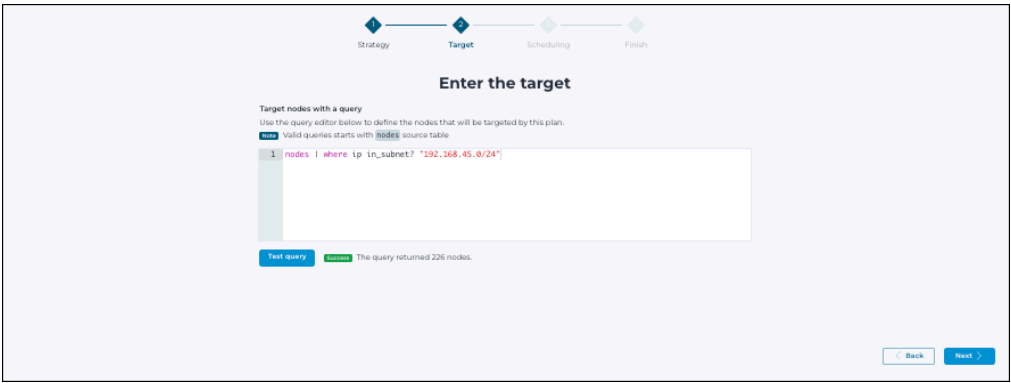 1 2
Strategy Target Scheduling Finish
Enter the target
Target nodes with a query
Use the query editor below to define the nodes that will be targeted by this plan.
Note Valid queries starts with nodes source table
1 nodes | where ip in_subnet? "192.168.45.0/24"
Test query Success The query returned 226 nodes.
Back Next